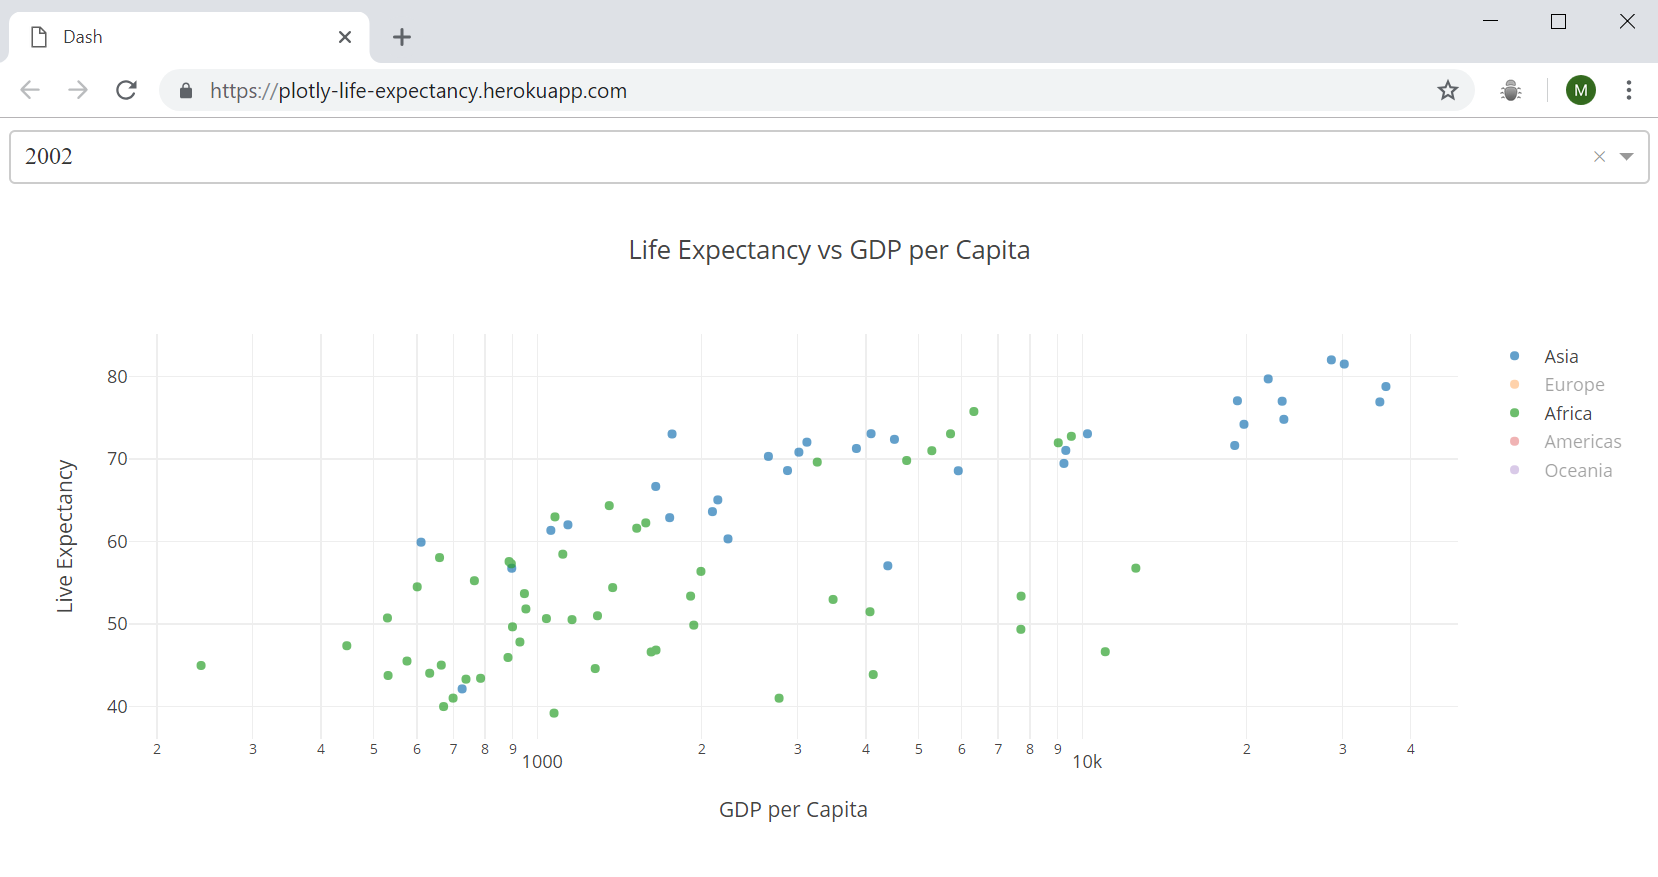 Dash
https://plotly-life-expectancy.herokuapp.com
M
2002
Life Expectancy vs GDP per Capita
Asia
Europe
Africa
Americas
Oceania
Live Expectancy
80
70
60
50
40
2 3 4 5 6 7 8 9 2 3 4 5 6 7 8 9 2 3 4
1000 10k
GDP per Capita